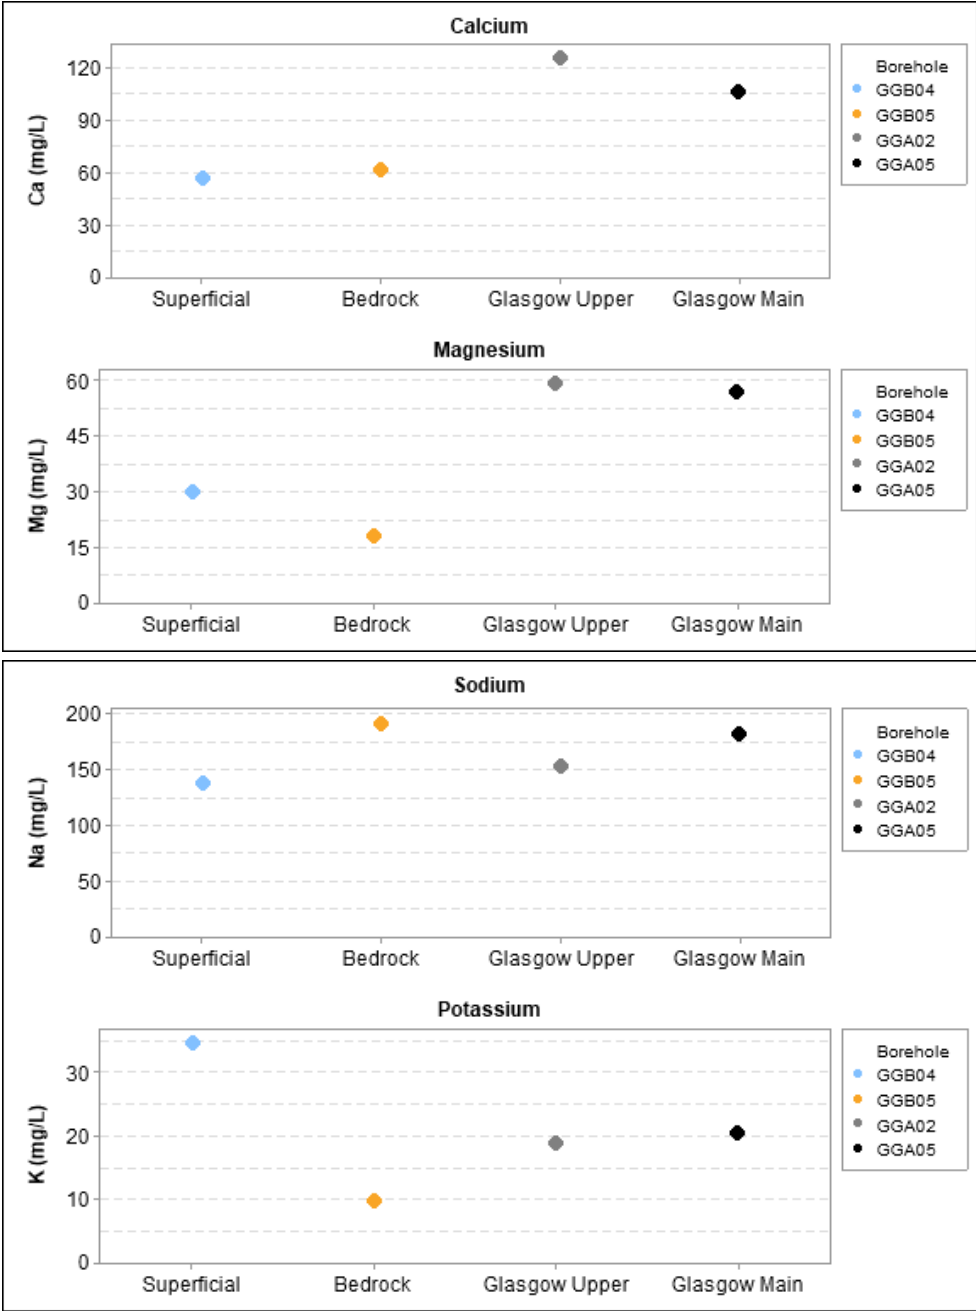 Calcium
Ca (mg/L)
120
90
60
30
0
Superficial Bedrock Glasgow Upper Glasgow Main
Borehole
GGB04
GGB05
GGA02
GGA05
Magnesium
Mg (mg/L)
60
45
30
15
0
Superficial Bedrock Glasgow Upper Glasgow Main
Borehole
GGB04
GGB05
GGA02
GGA05
Sodium
Na (mg/L)
200
150
100
50
0
Superficial Bedrock Glasgow Upper Glasgow Main
Borehole
GGB04
GGB05
GGA02
GGA05
Potassium
K (mg/L)
30
20
10
0
Superficial Bedrock Glasgow Upper Glasgow Main
Borehole
GGB04
GGB05
GGA02
GGA05